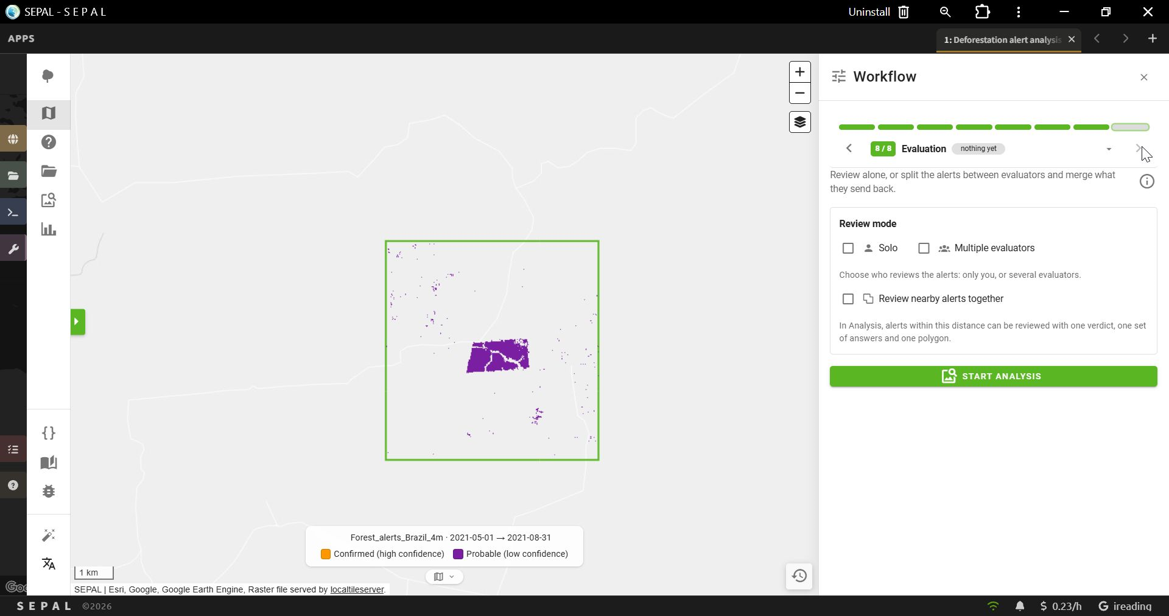 SEPAL - S E P A L
Uninstall
APPS
1: Deforestation alert analysis
Workflow
8 / 8 Evaluation nothing yet
Review alone, or split the alerts between evaluators and merge what
they send back.
Review mode
Solo Multiple evaluators
Choose who reviews the alerts: only you, or several evaluators.
Review nearby alerts together
In Analysis, alerts within this distance can be reviewed with one verdict, one set
of answers and one polygon.
START ANALYSIS
Forest_alerts_Brazil_4m · 2021-05-01 → 2021-08-31
Confirmed (high confidence) Probable (low confidence)
1 km
SEPAL | Esri, Google, Google Earth Engine, Raster file served by localtileserver.
S E P A L ©2026
$ 0.23/h
ireading